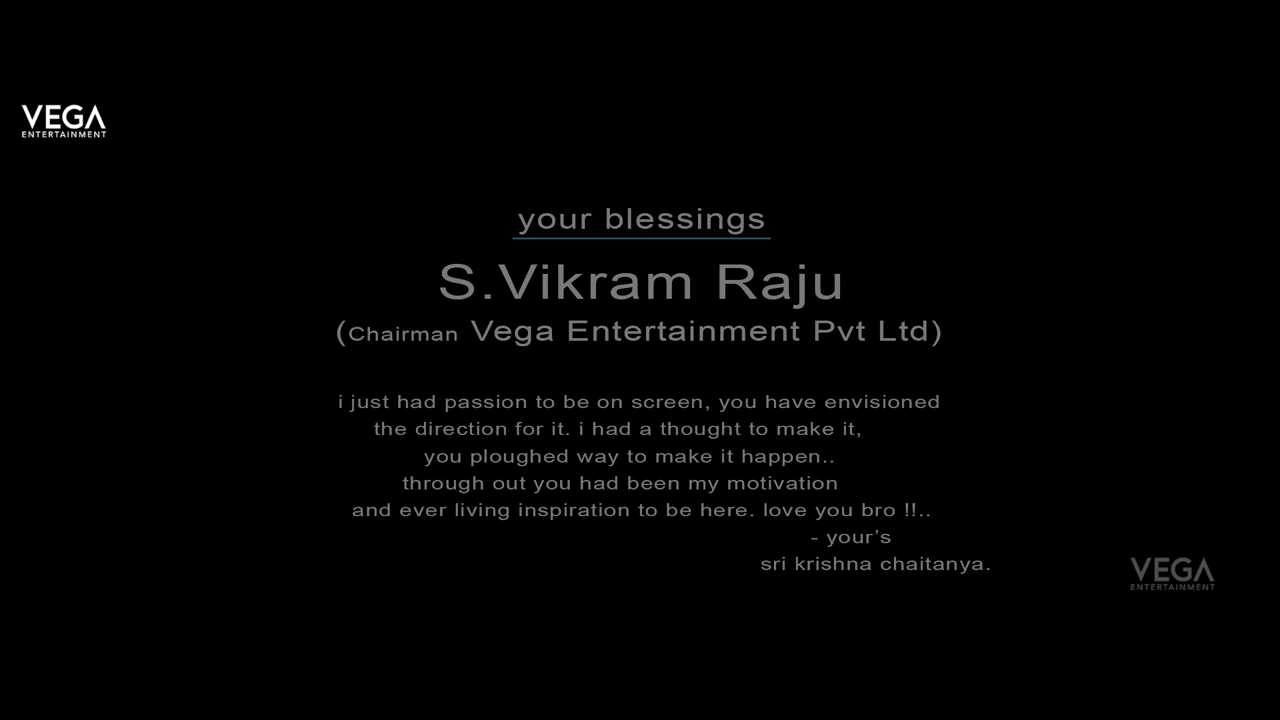 VEGA
ENTERTAINMENT
your blessings
S.Vikram Raju
(Chairman Vega Entertainment Pvt Ltd)
i just had passion to be on screen, you have envisioned
the direction for it. i had a thought to make it,
you ploughed way to make it happen..
through out you had been my motivation
and ever living inspiration to be here. love you bro !!..
- your’s
sri krishna chaitanya.
VEGA
ENTERTAINMENT